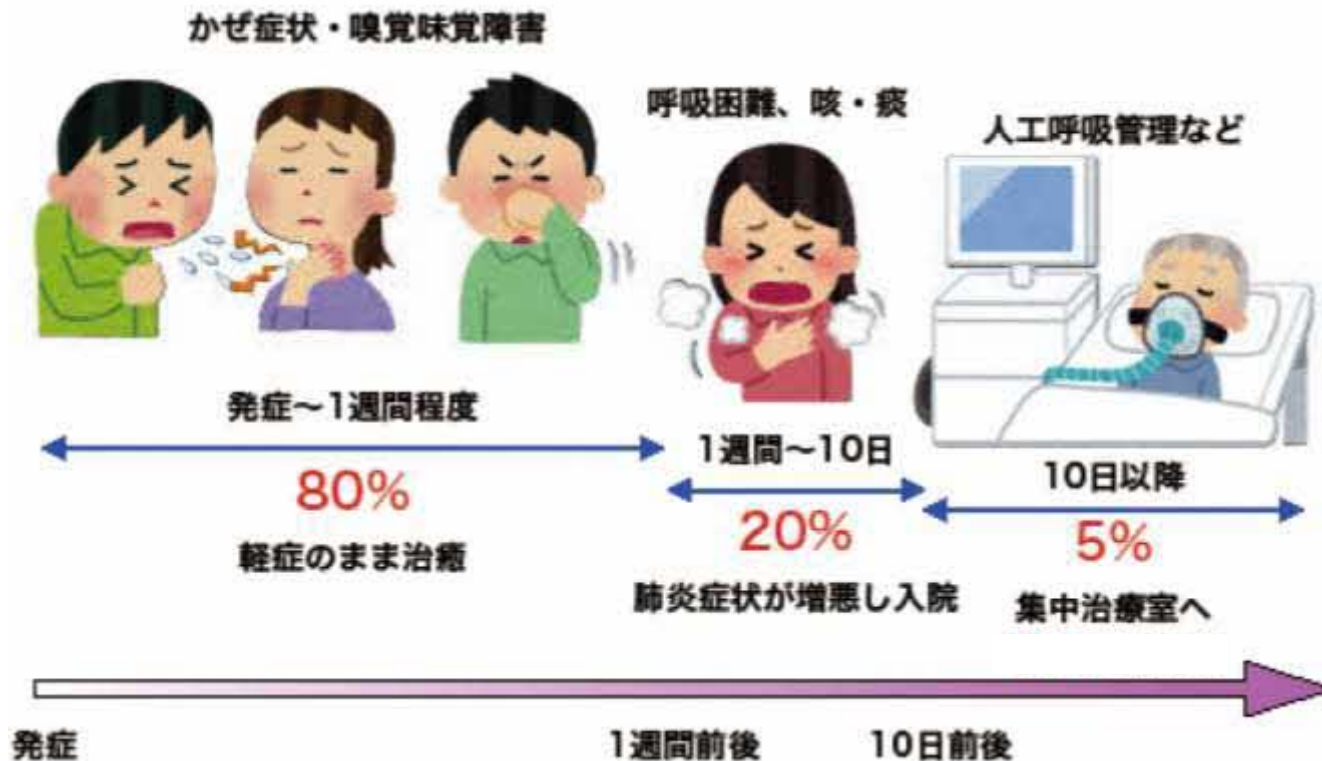 かぜ症状・嗅覚味覚障害
呼吸困難、咳・痰
人工呼吸管理など
発症～1週間程度
80%
軽症のまま治癒
1週間～10日
20%
肺炎症状が増悪し入院
10日以降
5%
集中治療室へ
発症
1週間前後
10日前後